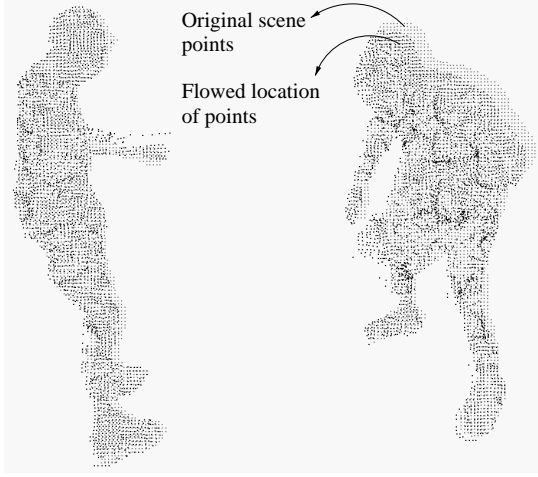 Original scene
points
Flowed location
of points